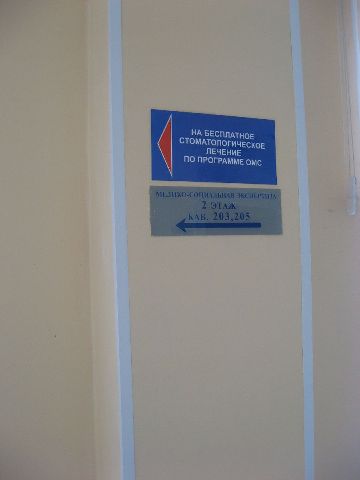 НА БЕСПЛАТНОЕ
СТОМАТОЛОГИЧЕСКОЕ
ЛЕЧЕНИЕ
ПО ПРОГРАММЕ ОМС
МЕДИКО-СОЦИАЛЬНАЯ ЭКСПЕРТИЗА
2 ЭТАЖ
КАБ. 203,205